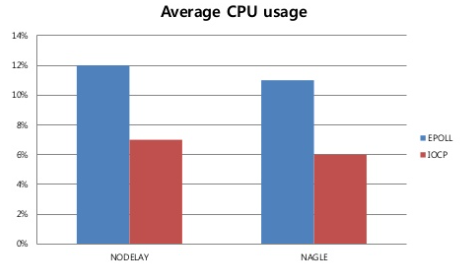 Average CPU usage
14%
12%
10%
8%
6%
4%
2%
0%
NODELAY
NAGLE
EPOLL
IOCP